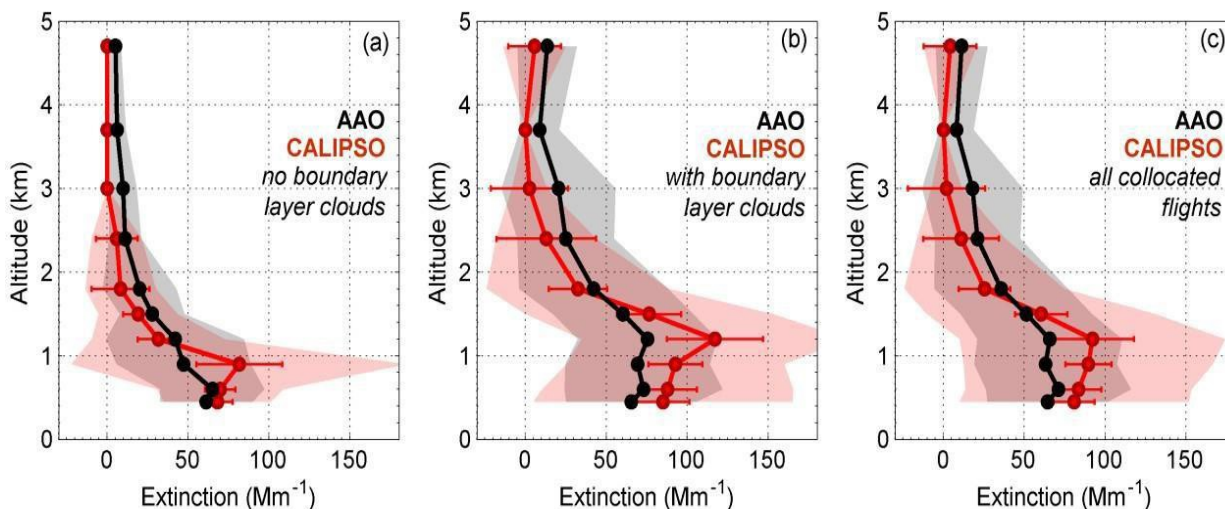 5
4
3
2
1
0
Altitude (km)
(a)
AAO
CALIPSO
no boundary
layer clouds
0 50 100 150
Extinction (Mm⁻¹)
5
4
3
2
1
0
Altitude (km)
(b)
AAO
CALIPSO
with boundary
layer clouds
0 50 100 150
Extinction (Mm⁻¹)
5
4
3
2
1
0
Altitude (km)
(c)
AAO
CALIPSO
all collocated
flights
0 50 100 150
Extinction (Mm⁻¹)